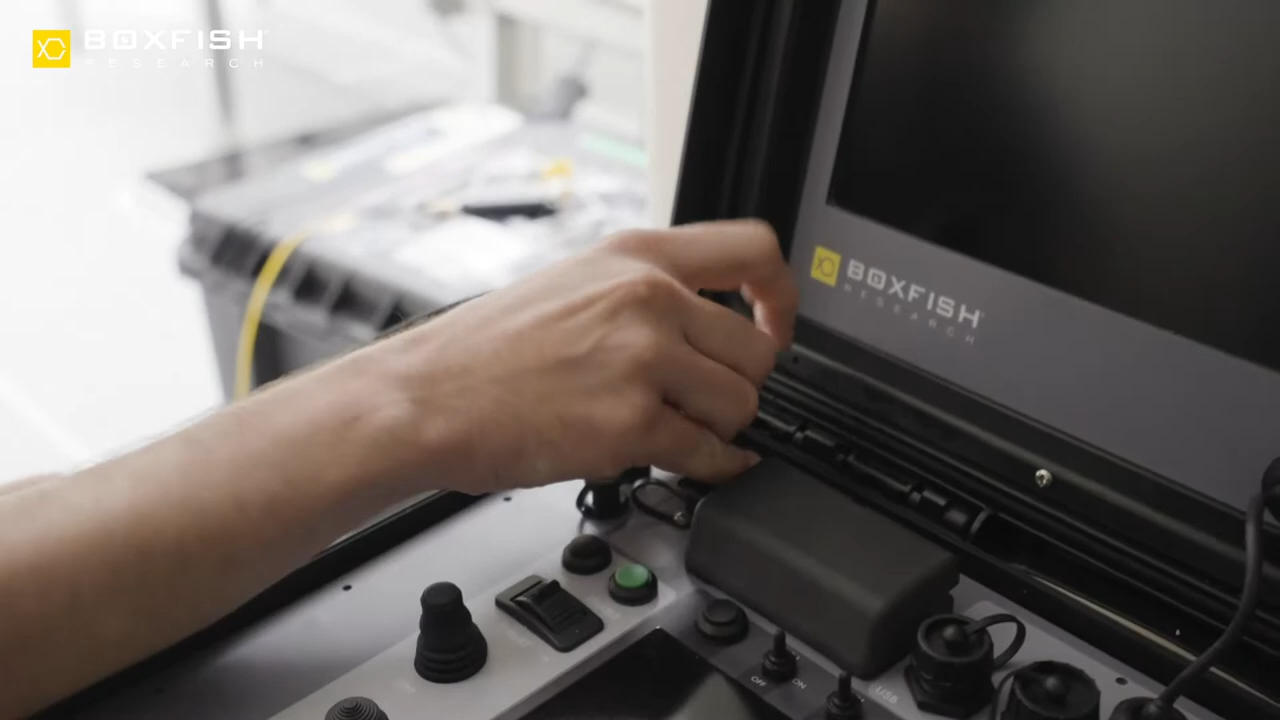 BOXFISH
RESEARCH
BOXFISH
RESEARCH
OFF
ON
USB